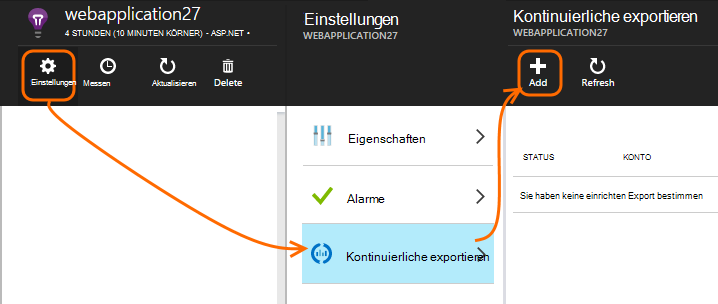 webapplication27
4 STUNDEN (10 MINUTEN KÖRNER) - ASP.NET •
Einstellungen
Messen
Aktualisieren
Delete
Einstellungen
WEBAPPLICATION27
Eigenschaften
Alarme
Kontinuierliche exportieren
Kontinuierliche exportieren
WEBAPPLICATION27
Add
Refresh
STATUS
KONTO
Sie haben keine einrichten Export bestimmen